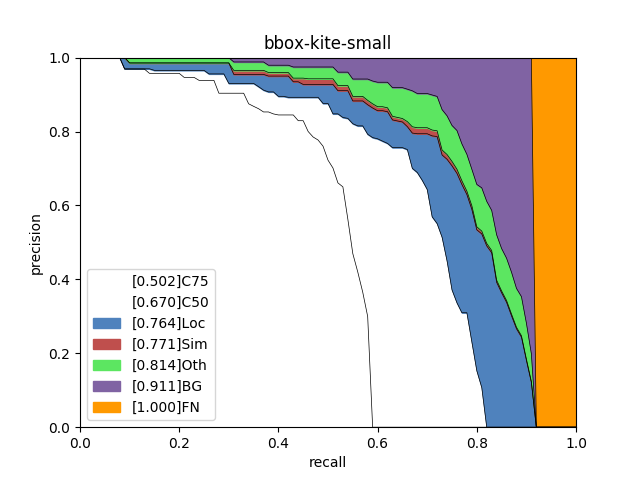 bbox-kite-small
1.0
0.8
0.6
0.4
0.2
0.0
precision
[0.502]C75
[0.670]C50
[0.764]Loc
[0.771]Sim
[0.814]Oth
[0.911]BG
[1.000]FN
0.0 0.2 0.4 0.6 0.8 1.0
recall